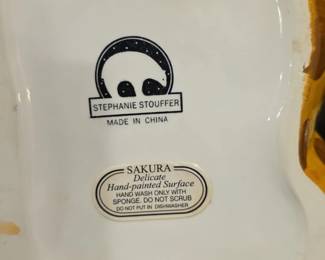 STEPHANIE STOUFFER
MADE IN CHINA
SAKURA
Delicate
Hand-painted Surface
HAND WASH ONLY WITH
SPONGE. DO NOT SCRUB
DO NOT PUT IN DISHWASHER